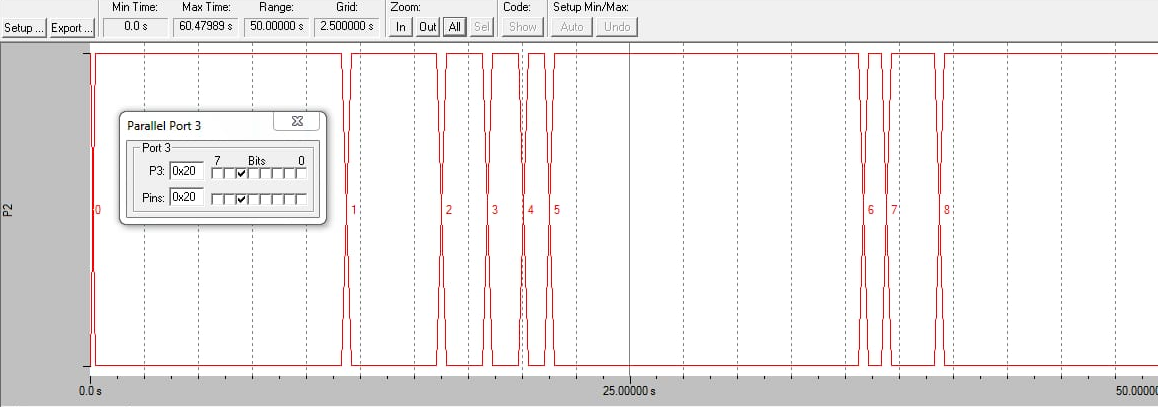 Min Time: Max Time: Range: Grid: Zoom: Code: Setup Min/Max:
Setup ... Export ... 0.0 s 60.47989 s 50.00000 s 2.500000 s In Out All Sel Show Auto Undo
Parallel Port 3
Port 3
7 Bits 0
P3: 0x20
Pins: 0x20
P2
0 1 2 3 4 5 6 7 8
0.0 s 25.00000 s 50.00000